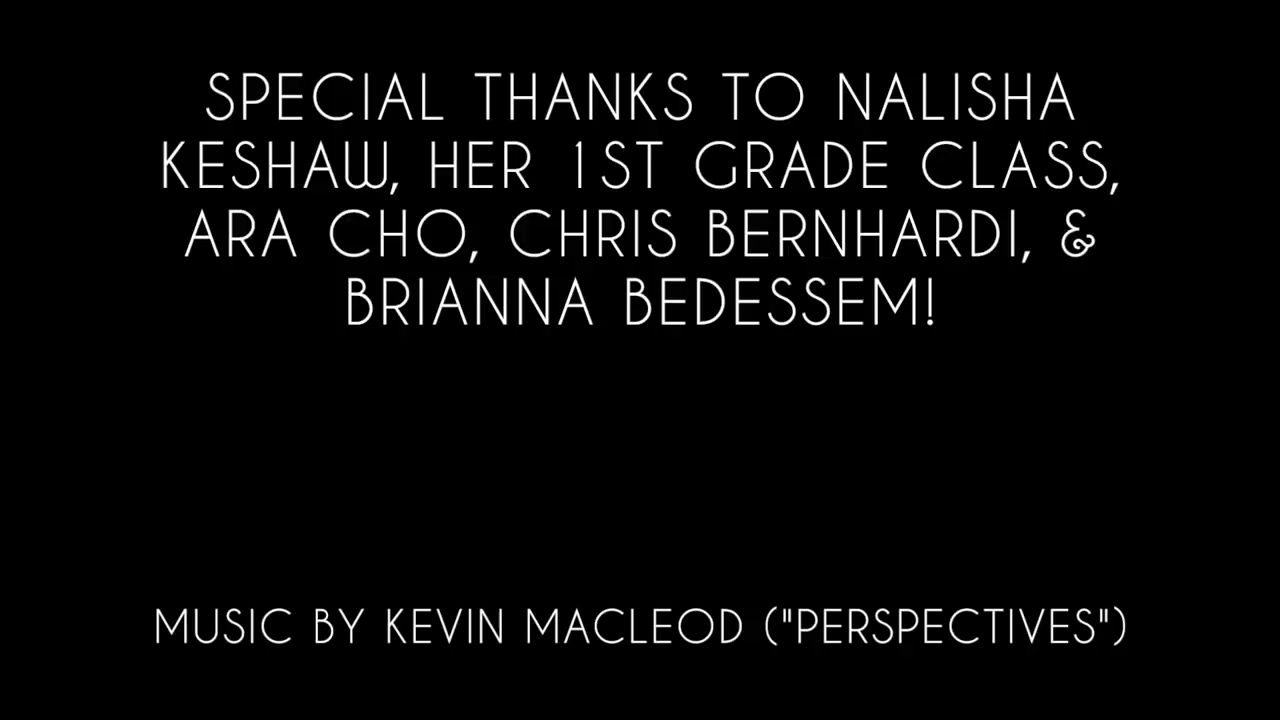 SPECIAL THANKS TO NALISHA
KESHAW, HER 1ST GRADE CLASS,
ARA CHO, CHRIS BERNHARDI, &
BRIANNA BEDESSEM!
MUSIC BY KEVIN MACLEOD ("PERSPECTIVES")